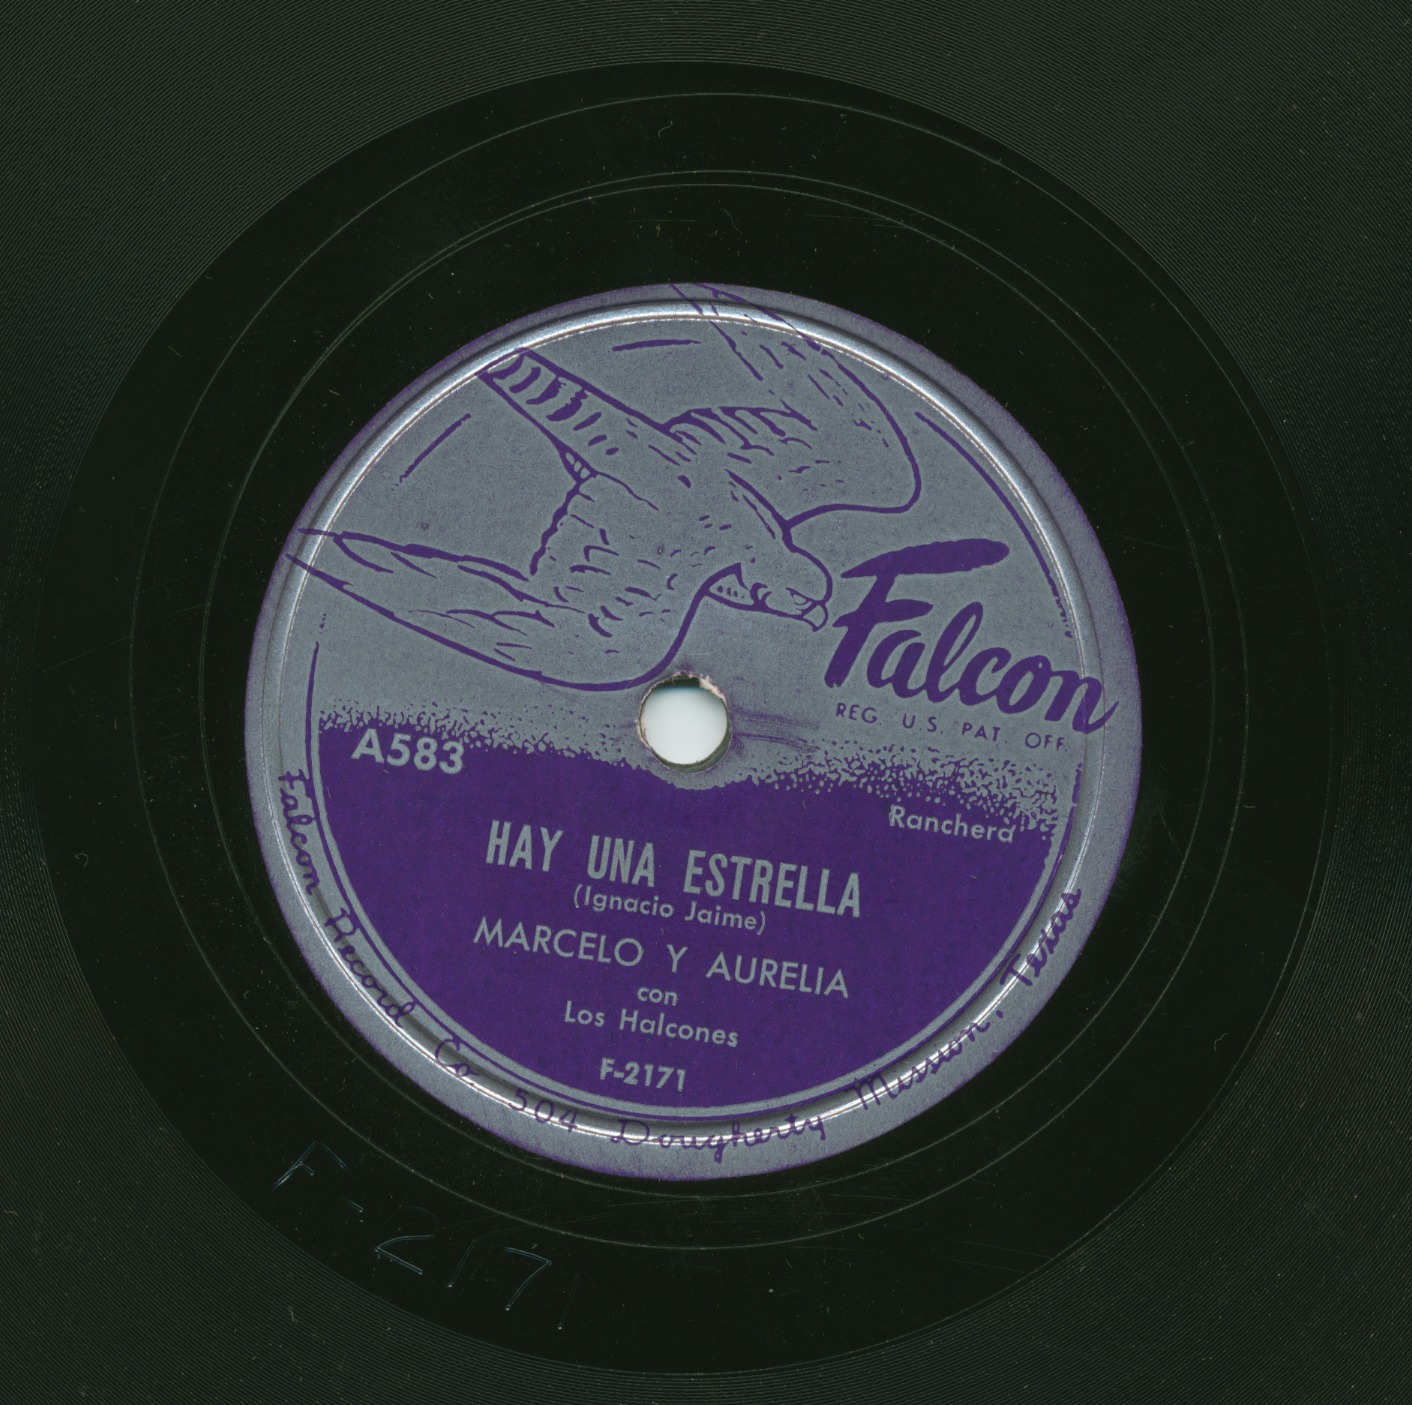 Falcon
REG. U.S. PAT. OFF.
A583
Ranchera
HAY UNA ESTRELLA
(Ignacio Jaime)
MARCELO Y AURELIA
con
Los Halcones
F-2171
Falcon Record Co. 504 Dougherty Mission, Texas
F-2171